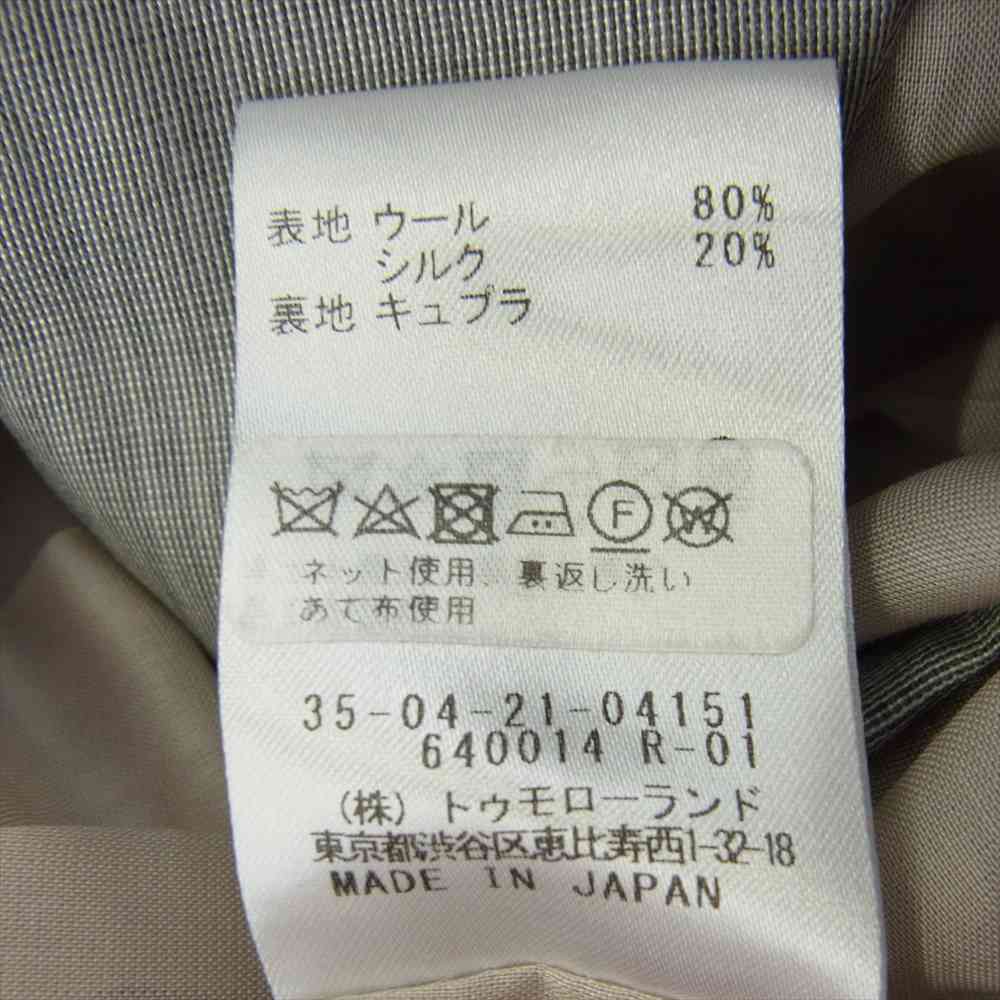 表地 ウール 80%
シルク 20%
裏地 キュプラ
F W
ネット使用、裏返し洗い
あて布使用
35-04-21-04151
640014 R-01
(株) トゥモローランド
東京都渋谷区恵比寿西1-32-18
MADE IN JAPAN